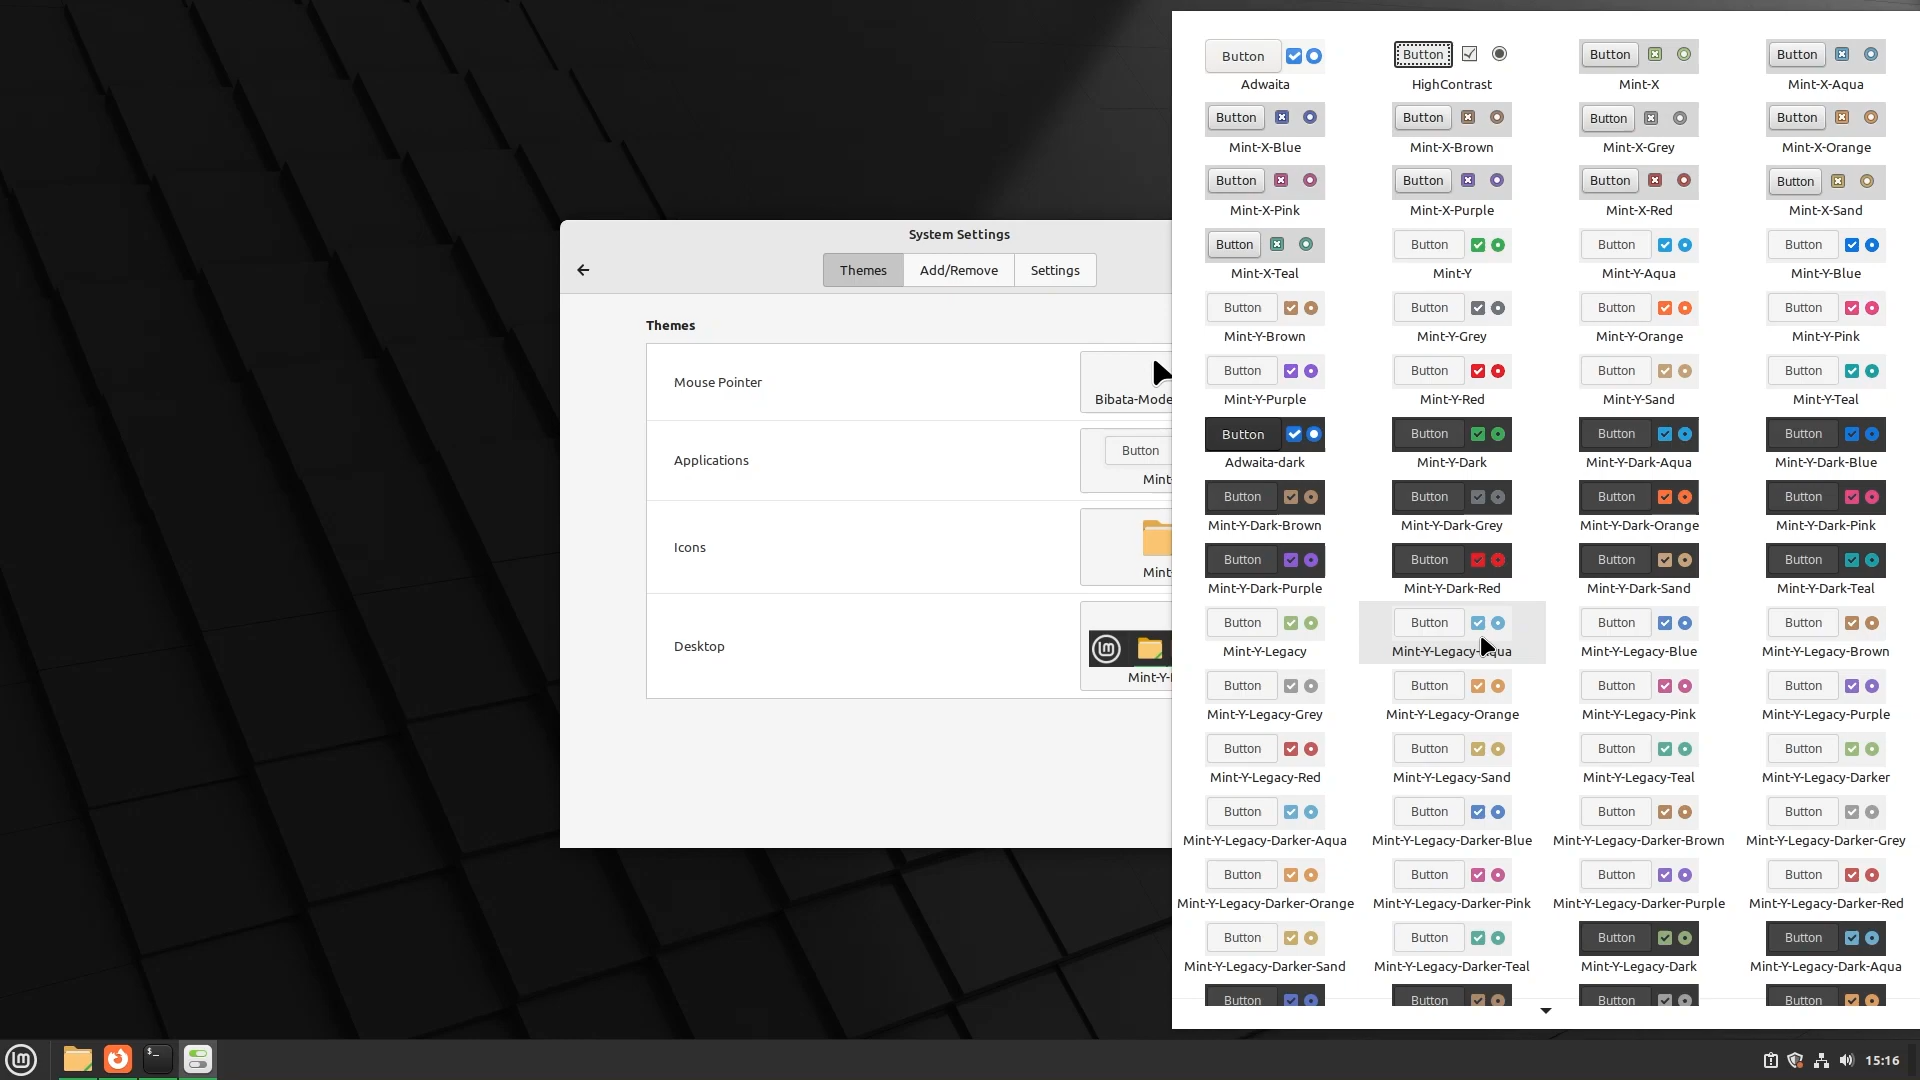 System Settings
Themes Add/Remove Settings
Themes
Mouse Pointer
Bibata-Mode
Applications
Button
Mint-
Icons
Mint-
Desktop
Mint-Y-
Button Button Button Button
Adwaita HighContrast Mint-X Mint-X-Aqua
Button Button Button Button
Mint-X-Blue Mint-X-Brown Mint-X-Grey Mint-X-Orange
Button Button Button Button
Mint-X-Pink Mint-X-Purple Mint-X-Red Mint-X-Sand
Button Button Button Button
Mint-X-Teal Mint-Y Mint-Y-Aqua Mint-Y-Blue
Button Button Button Button
Mint-Y-Brown Mint-Y-Grey Mint-Y-Orange Mint-Y-Pink
Button Button Button Button
Mint-Y-Purple Mint-Y-Red Mint-Y-Sand Mint-Y-Teal
Button Button Button Button
Adwaita-dark Mint-Y-Dark Mint-Y-Dark-Aqua Mint-Y-Dark-Blue
Button Button Button Button
Mint-Y-Dark-Brown Mint-Y-Dark-Grey Mint-Y-Dark-Orange Mint-Y-Dark-Pink
Button Button Button Button
Mint-Y-Dark-Purple Mint-Y-Dark-Red Mint-Y-Dark-Sand Mint-Y-Dark-Teal
Button Button Button Button
Mint-Y-Legacy Mint-Y-Legacy-Aqua Mint-Y-Legacy-Blue Mint-Y-Legacy-Brown
Button Button Button Button
Mint-Y-Legacy-Grey Mint-Y-Legacy-Orange Mint-Y-Legacy-Pink Mint-Y-Legacy-Purple
Button Button Button Button
Mint-Y-Legacy-Red Mint-Y-Legacy-Sand Mint-Y-Legacy-Teal Mint-Y-Legacy-Darker
Button Button Button Button
Mint-Y-Legacy-Darker-Aqua Mint-Y-Legacy-Darker-Blue Mint-Y-Legacy-Darker-Brown Mint-Y-Legacy-Darker-Grey
Button Button Button Button
Mint-Y-Legacy-Darker-Orange Mint-Y-Legacy-Darker-Pink Mint-Y-Legacy-Darker-Purple Mint-Y-Legacy-Darker-Red
Button Button Button Button
Mint-Y-Legacy-Darker-Sand Mint-Y-Legacy-Darker-Teal Mint-Y-Legacy-Dark Mint-Y-Legacy-Dark-Aqua
Button Button Button Button
15:16